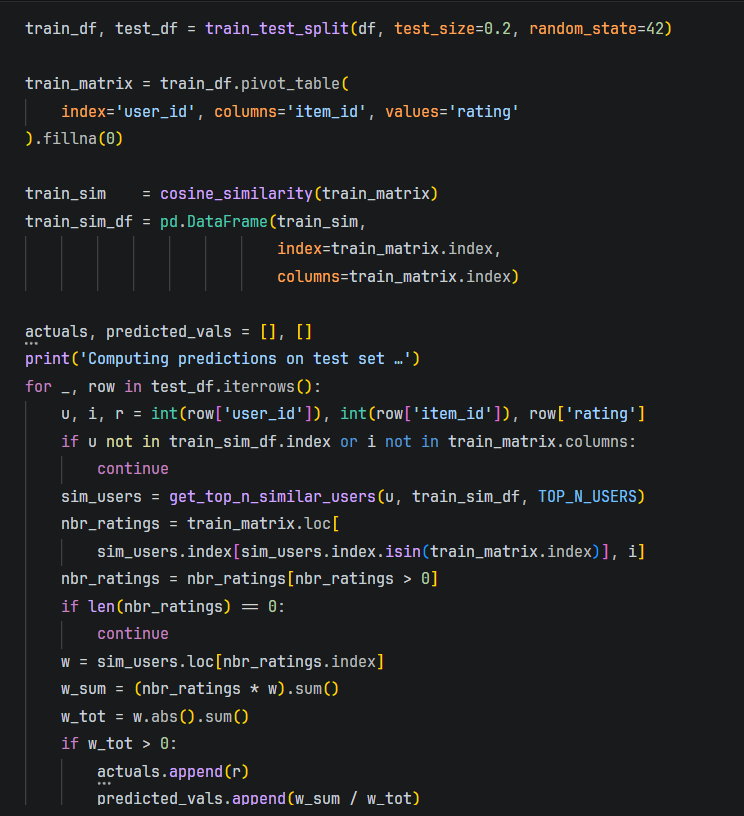 train_df, test_df = train_test_split(df, test_size=0.2, random_state=42)
train_matrix = train_df.pivot_table(
    index='user_id', columns='item_id', values='rating'
).fillna(0)
train_sim    = cosine_similarity(train_matrix)
train_sim_df = pd.DataFrame(train_sim,
                            index=train_matrix.index,
                            columns=train_matrix.index)
actuals, predicted_vals = [], []
print('Computing predictions on test set …')
for _, row in test_df.iterrows():
    u, i, r = int(row['user_id']), int(row['item_id']), row['rating']
    if u not in train_sim_df.index or i not in train_matrix.columns:
        continue
    sim_users = get_top_n_similar_users(u, train_sim_df, TOP_N_USERS)
    nbr_ratings = train_matrix.loc[
        sim_users.index[sim_users.index.isin(train_matrix.index)], i]
    nbr_ratings = nbr_ratings[nbr_ratings > 0]
    if len(nbr_ratings) == 0:
        continue
    w = sim_users.loc[nbr_ratings.index]
    w_sum = (nbr_ratings * w).sum()
    w_tot = w.abs().sum()
    if w_tot > 0:
        actuals.append(r)
        predicted_vals.append(w_sum / w_tot)